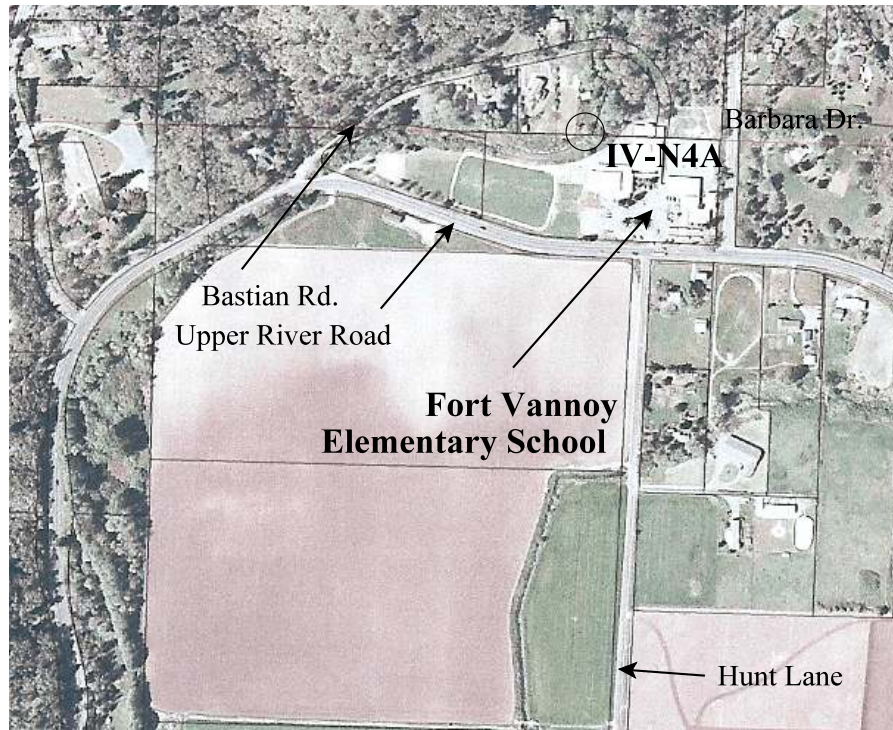 Barbara Dr.
IV-N4A
Bastian Rd.
Upper River Road
Fort Vannoy
Elementary School
Hunt Lane